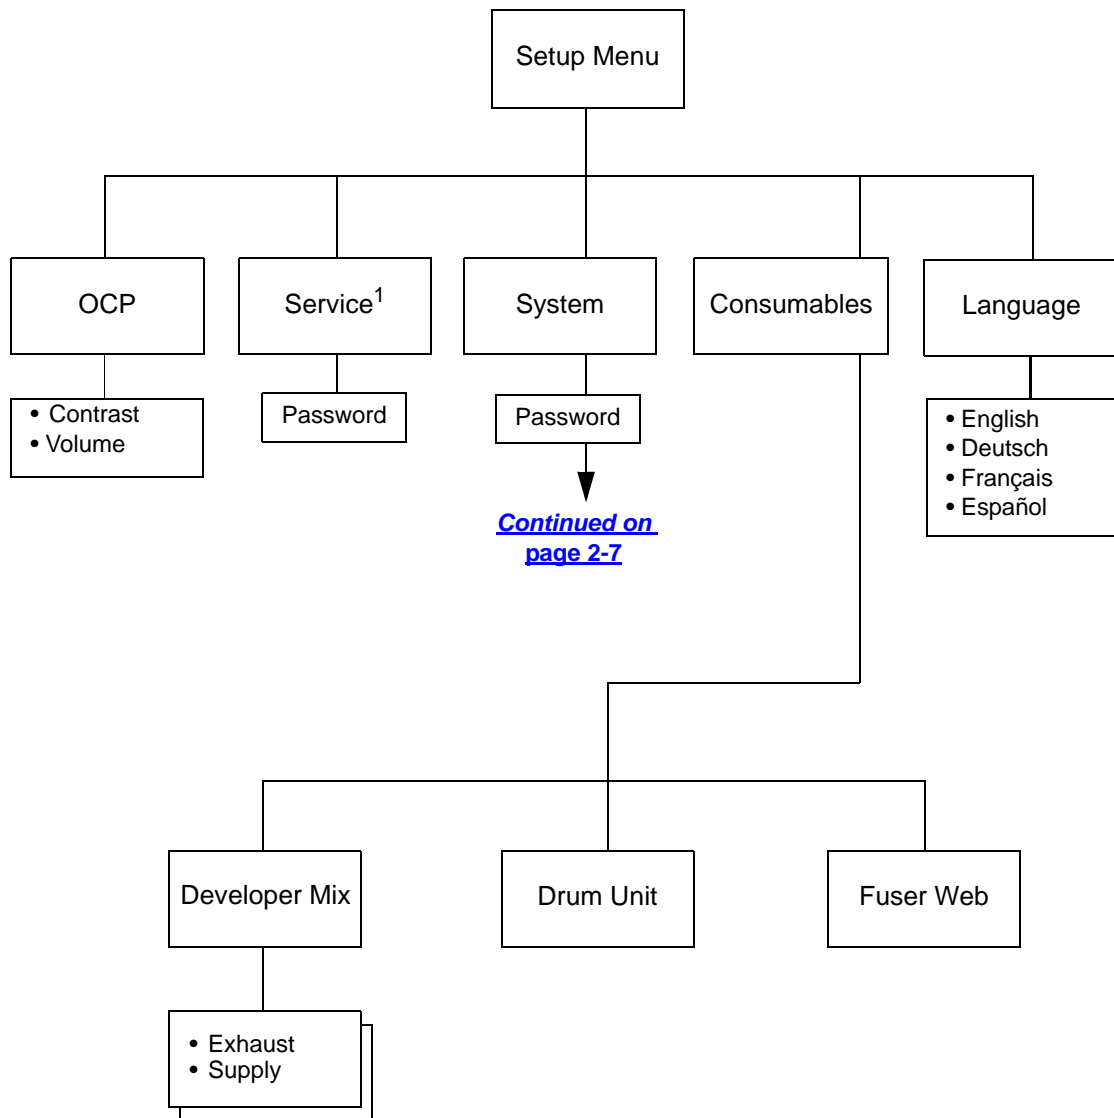 Setup Menu
OCP
Service1
System
Consumables
Language
• Contrast
• Volume
Password
Password
• English
• Deutsch
• Français
• Español
Continued on
page 2-7
Developer Mix
Drum Unit
Fuser Web
• Exhaust
• Supply